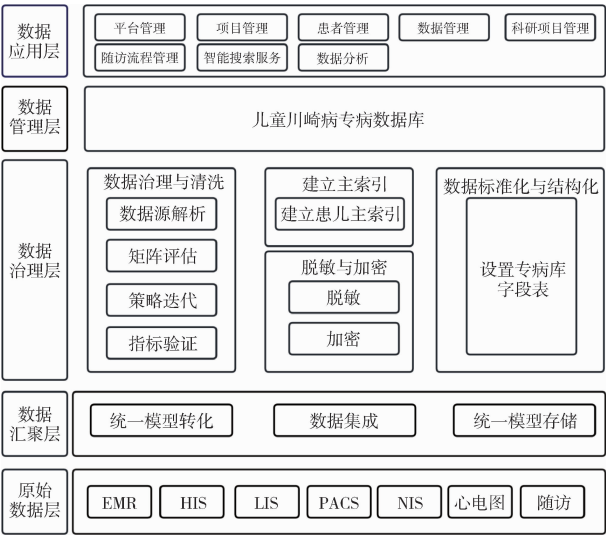 数据
应用层
平台管理
项目管理
患者管理
数据管理
科研项目管理
随访流程管理
智能搜索服务
数据分析
数据
管理层
儿童川崎病专病数据库
数据
治理层
数据治理与清洗
数据源解析
矩阵评估
策略迭代
指标验证
建立主索引
建立患儿主索引
脱敏与加密
脱敏
加密
数据标准化与结构化
设置专病库
字段表
数据
汇聚层
统一模型转化
数据集成
统一模型存储
原始
数据层
EMR
HIS
LIS
PACS
NIS
心电图
随访